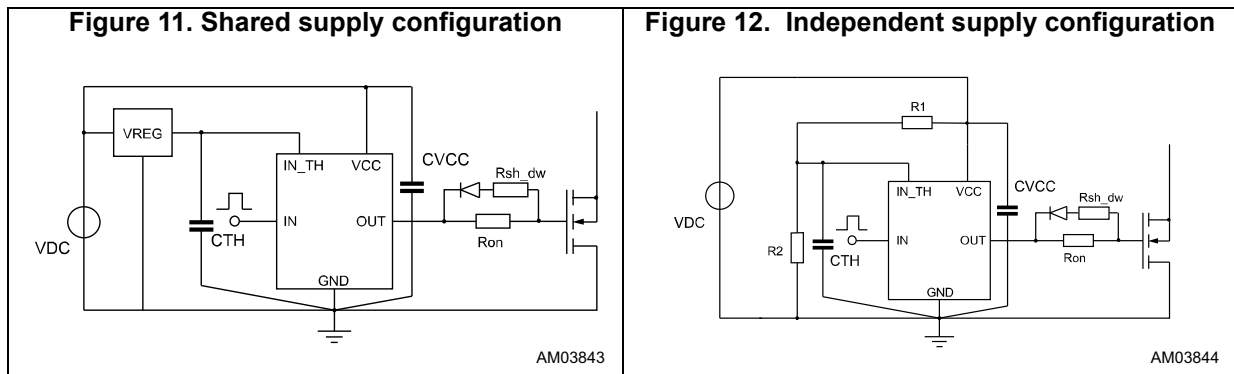 Figure 11. Shared supply configuration
VREG
IN_TH
VCC
CVCC
Rsh_dw
IN
OUT
CTH
Ron
VDC
GND
AM03843
Figure 12. Independent supply configuration
R1
IN_TH
VCC
CVCC
Rsh_dw
VDC
IN
OUT
R2
CTH
Ron
GND
AM03844